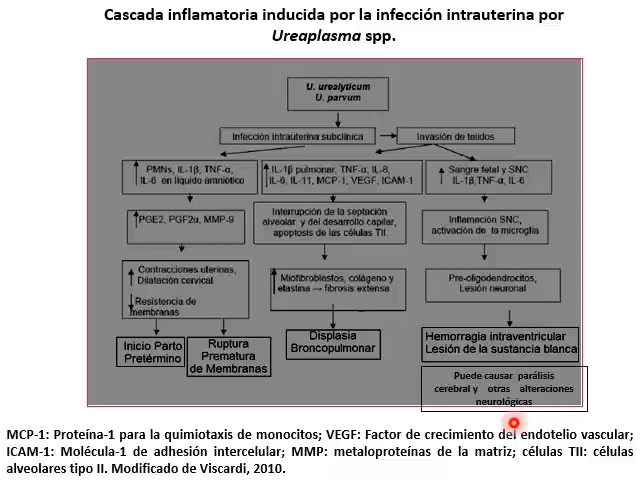 Cascada inflamatoria inducida por la infección intrauterina por
Ureaplasma spp.
U. urealyticum
U. parvum
Infección intrauterina subclínica
Invasión de tejidos
PMNs, IL-1β, TNF-α,
IL-6 en líquido amniótico
IL-1β pulmonar, TNF-α, IL-8,
IL-6, IL-11, MCP-1, VEGF, ICAM-1
Sangre fetal y SNC
IL-1β,TNF-α, IL-6
PGE2, PGF2α, MMP-9
Interrupción de la septación
alveolar y del desarrollo capilar,
apoptosis de las células TII.
Inflamación SNC,
activación de la microglia
Contracciones uterinas,
Dilatación cervical
Resistencia de
membranas
Miofibroblastos, colágeno y
elastina → fibrosis extensa
Pre-oligodendrocitos,
Lesión neuronal
Inicio Parto
Pretérmino
Ruptura
Prematura
de Membranas
Displasia
Broncopulmonar
Hemorragia intraventricular
Lesión de la sustancia blanca
Puede causar parálisis
cerebral y otras alteraciones
neurológicas
MCP-1: Proteína-1 para la quimiotaxis de monocitos; VEGF: Factor de crecimiento del endotelio vascular;
ICAM-1: Molécula-1 de adhesión intercelular; MMP: metaloproteínas de la matriz; células TII: células
alveolares tipo II. Modificado de Viscardi, 2010.